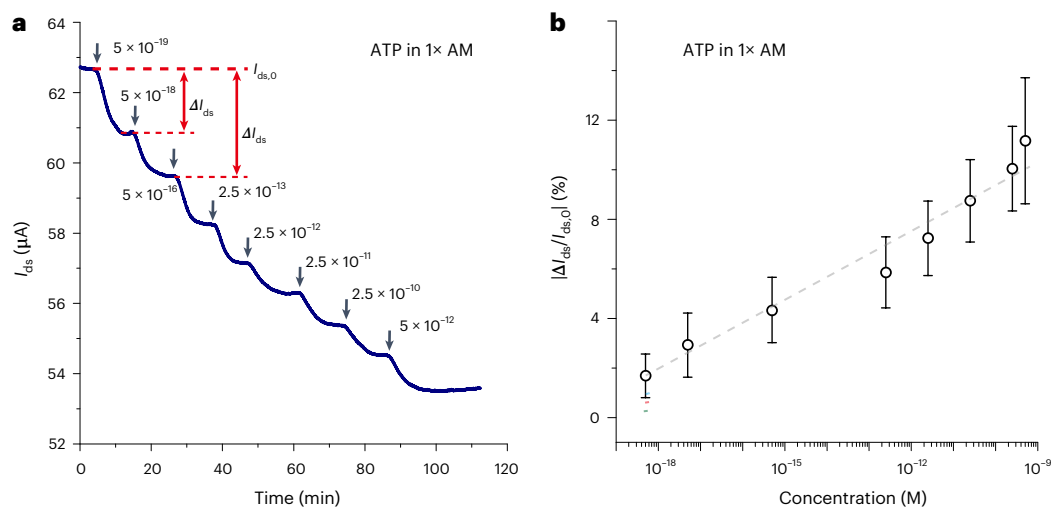 a
64
62
60
58
56
54
52
I_ds (μA)
ATP in 1× AM
5 × 10⁻¹⁹
I_ds,0
5 × 10⁻¹⁸
ΔI_ds
ΔI_ds
5 × 10⁻¹⁶
2.5 × 10⁻¹³
2.5 × 10⁻¹²
2.5 × 10⁻¹¹
2.5 × 10⁻¹⁰
5 × 10⁻¹²
0 20 40 60 80 100 120
Time (min)
b
ATP in 1× AM
12
8
4
0
|ΔI_ds/I_ds,0| (%)
10⁻¹⁸ 10⁻¹⁵ 10⁻¹² 10⁻⁹
Concentration (M)